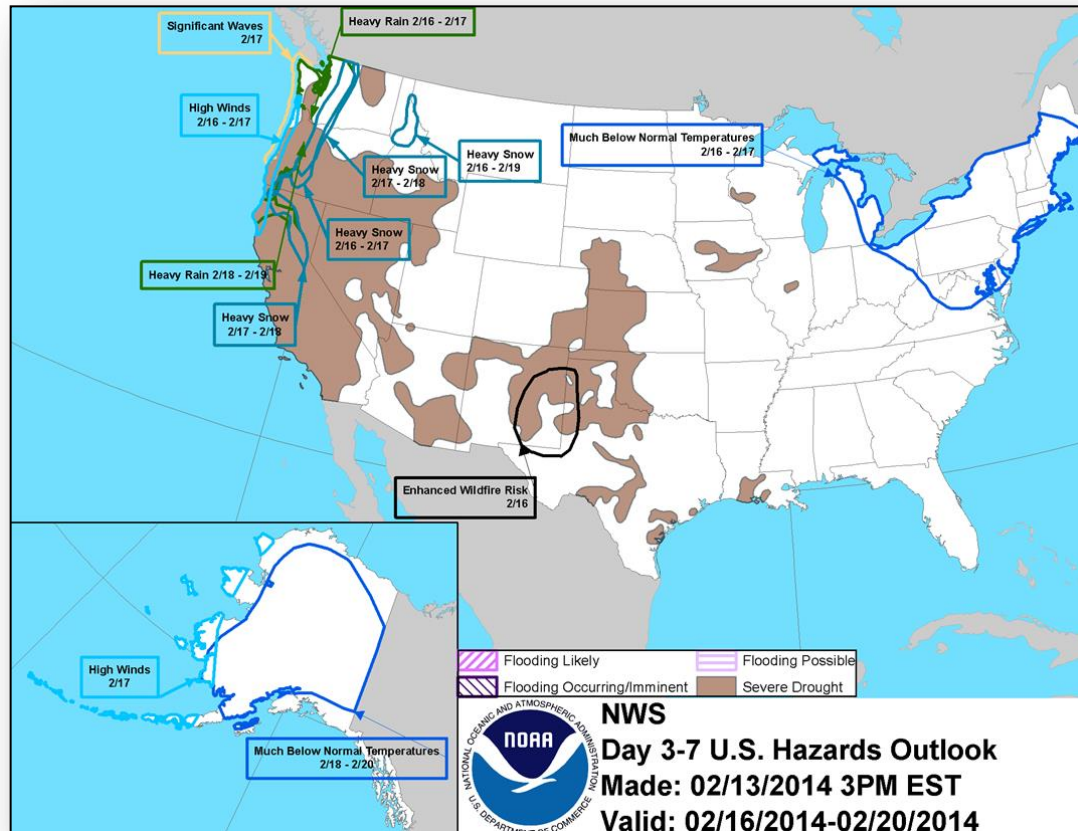 Heavy Rain 2/16 - 2/17
Significant Waves
2/17
High Winds
2/16 - 2/17
Much Below Normal Temperatures
2/16 - 2/17
Heavy Snow
2/16 - 2/19
Heavy Snow
2/17 - 2/18
Heavy Snow
2/16 - 2/17
Heavy Rain 2/18 - 2/19
Heavy Snow
2/17 - 2/18
Enhanced Wildfire Risk
2/16
High Winds
2/17
Much Below Normal Temperatures
2/18 - 2/20
Flooding Likely
Flooding Possible
Flooding Occurring/Imminent
Severe Drought
NATIONAL OCEANIC AND ATMOSPHERIC ADMINISTRATION
NOAA
U.S. DEPARTMENT OF COMMERCE
NWS
Day 3-7 U.S. Hazards Outlook
Made: 02/13/2014 3PM EST
Valid: 02/16/2014-02/20/2014